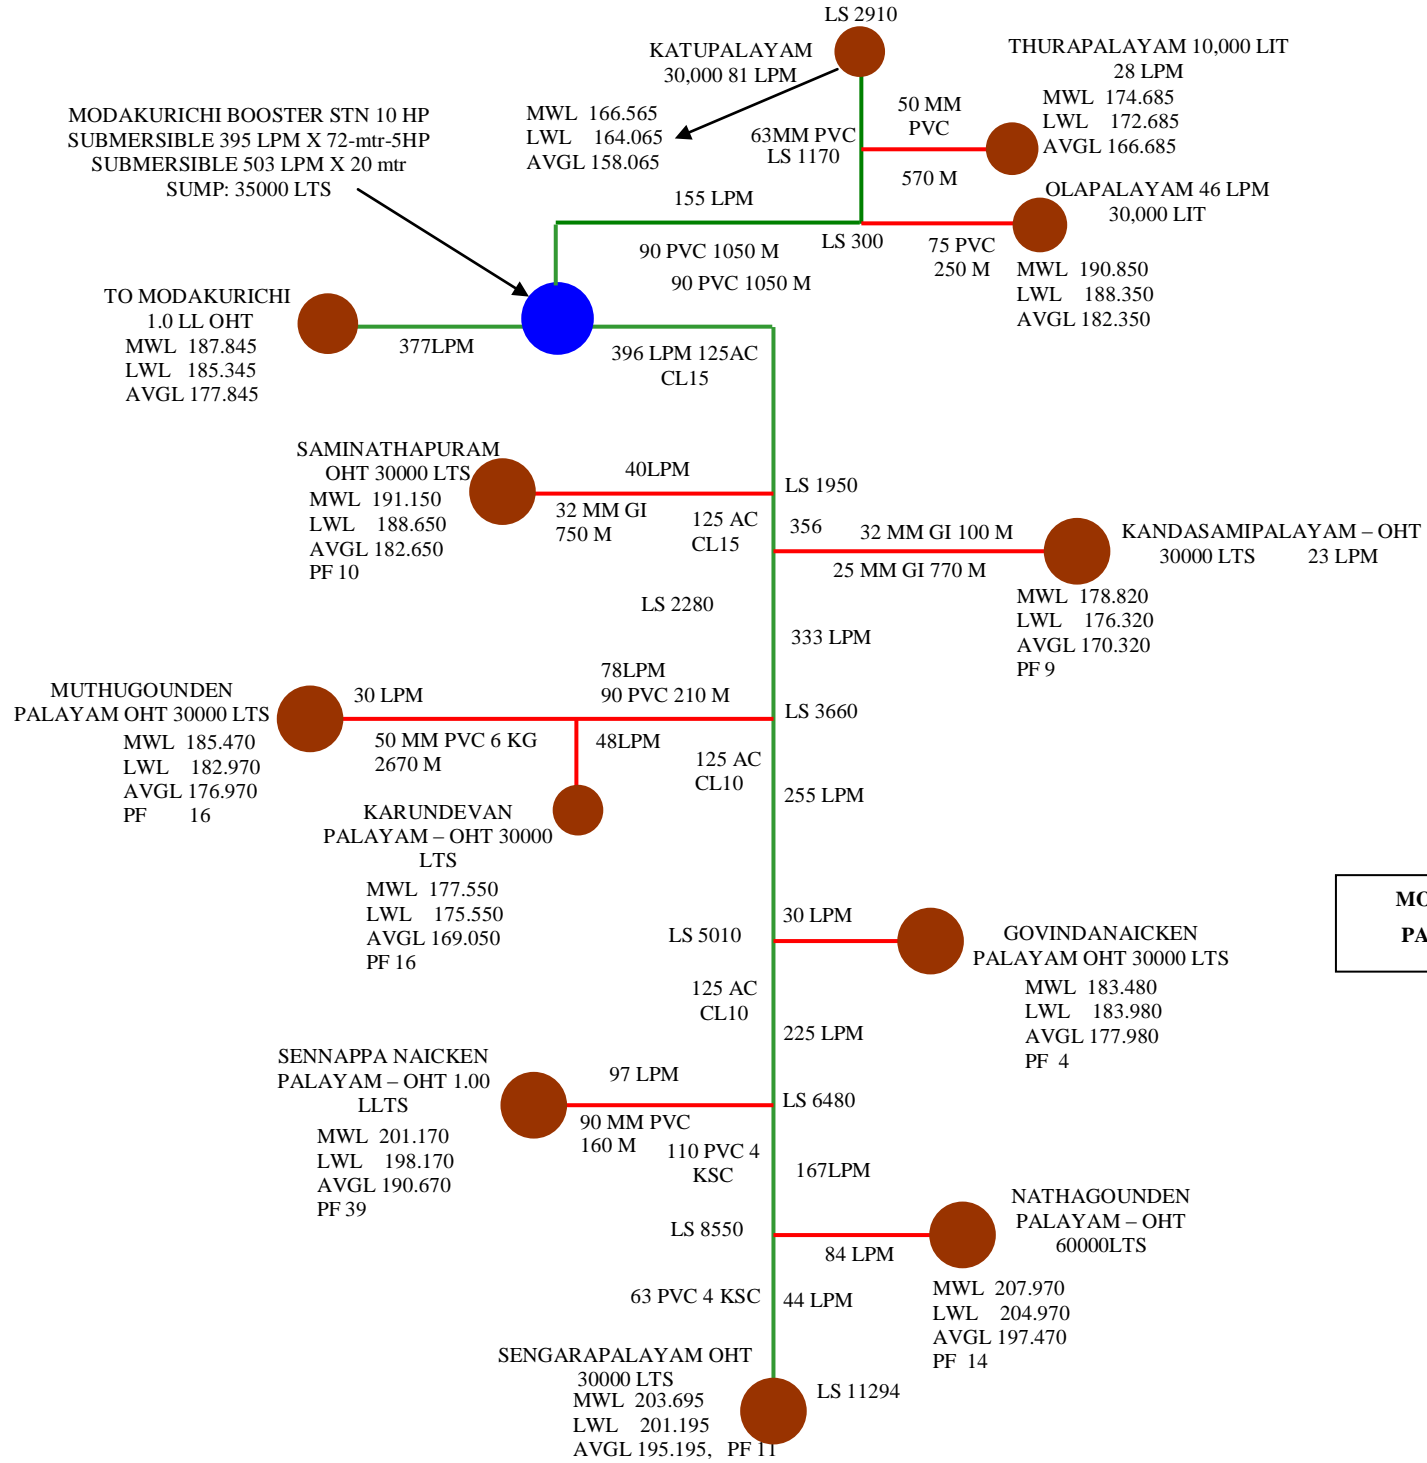 LS 2910
KATUPALAYAM
30,000 81 LPM
MWL 166.565
LWL 164.065
AVGL 158.065
THURAPALAYAM 10,000 LIT
28 LPM
MWL 174.685
LWL 172.685
AVGL 166.685
50 MM
PVC
570 M
63MM PVC
LS 1170
MODAKURICHI BOOSTER STN 10 HP
SUBMERSIBLE 395 LPM X 72-mtr-5HP
SUBMERSIBLE 503 LPM X 20 mtr
SUMP: 35000 LTS
155 LPM
90 PVC 1050 M
90 PVC 1050 M
LS 300
OLAPALAYAM 46 LPM
30,000 LIT
75 PVC
250 M
MWL 190.850
LWL 188.350
AVGL 182.350
TO MODAKURICHI
1.0 LL OHT
MWL 187.845
LWL 185.345
AVGL 177.845
377LPM
396 LPM 125AC
CL15
SAMINATHAPURAM
OHT 30000 LTS
MWL 191.150
LWL 188.650
AVGL 182.650
PF 10
40LPM
32 MM GI
750 M
LS 1950
125 AC
CL15
356
32 MM GI 100 M
25 MM GI 770 M
KANDASAMIPALAYAM – OHT
30000 LTS 23 LPM
MWL 178.820
LWL 176.320
AVGL 170.320
PF 9
LS 2280
333 LPM
MUTHUGOUNDEN
PALAYAM OHT 30000 LTS
MWL 185.470
LWL 182.970
AVGL 176.970
PF 16
30 LPM
50 MM PVC 6 KG
2670 M
78LPM
90 PVC 210 M
48LPM
LS 3660
125 AC
CL10
255 LPM
KARUNDEVAN
PALAYAM – OHT 30000
LTS
MWL 177.550
LWL 175.550
AVGL 169.050
PF 16
MO
PA
LS 5010
30 LPM
GOVINDANAICKEN
PALAYAM OHT 30000 LTS
MWL 183.480
LWL 183.980
AVGL 177.980
PF 4
125 AC
CL10
225 LPM
SENNAPPA NAICKEN
PALAYAM – OHT 1.00
LLTS
MWL 201.170
LWL 198.170
AVGL 190.670
PF 39
97 LPM
90 MM PVC
160 M
LS 6480
110 PVC 4
KSC
167LPM
NATHAGOUNDEN
PALAYAM – OHT
60000LTS
LS 8550
84 LPM
MWL 207.970
LWL 204.970
AVGL 197.470
PF 14
63 PVC 4 KSC
44 LPM
SENGARAPALAYAM OHT
30000 LTS
MWL 203.695
LWL 201.195
AVGL 195.195, PF 11
LS 11294